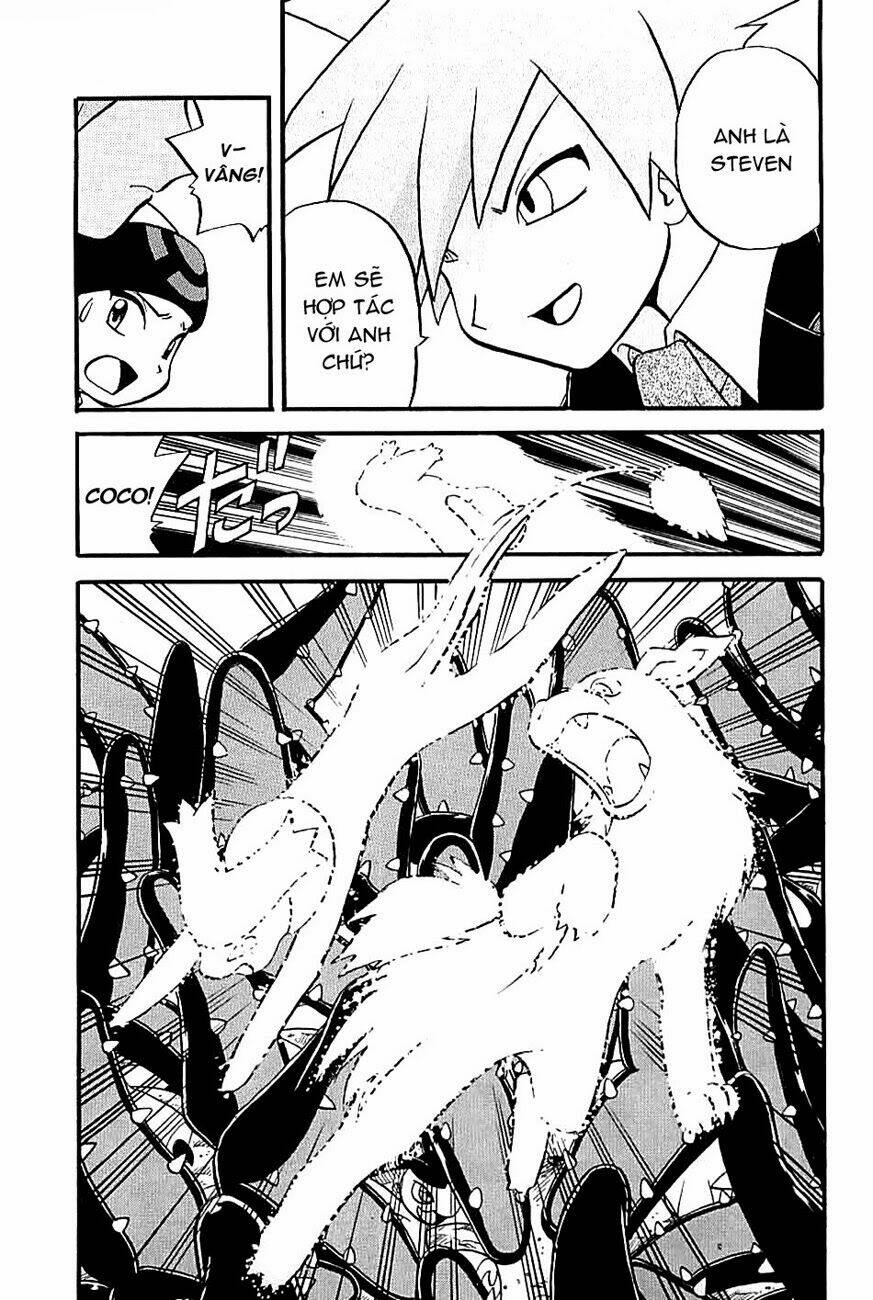 ANH LÀ
STEVEN
EM SẼ
HỢP TÁC
VỚI ANH
CHỨ?
V-
VÂNG!
COCO!